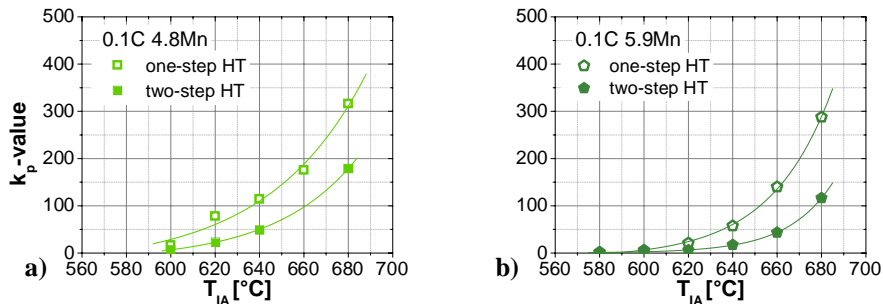 500
400
300
200
100
0
k_p-value
0.1C 4.8Mn
one-step HT
two-step HT
560 580 600 620 640 660 680 700
T_IA [°C]
a)
500
400
300
200
100
0
0.1C 5.9Mn
one-step HT
two-step HT
560 580 600 620 640 660 680 700
T_IA [°C]
b)